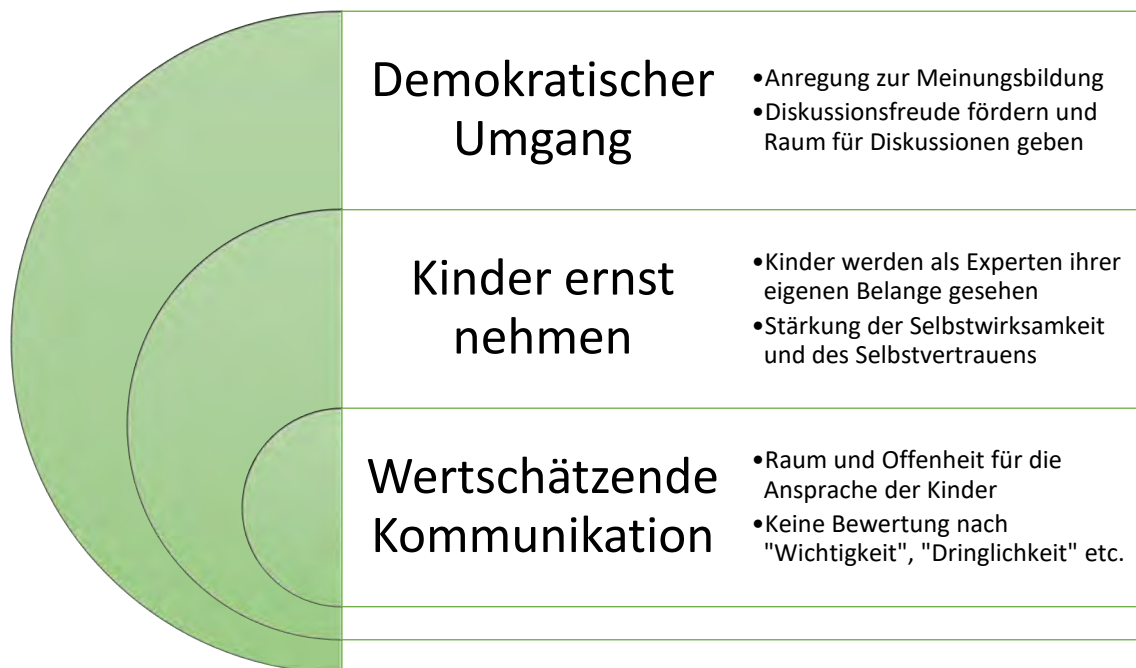 Demokratischer
Umgang
•Anregung zur Meinungsbildung
•Diskussionsfreude fördern und
Raum für Diskussionen geben
Kinder ernst
nehmen
•Kinder werden als Experten ihrer
eigenen Belange gesehen
•Stärkung der Selbstwirksamkeit
und des Selbstvertrauens
Wertschätzende
Kommunikation
•Raum und Offenheit für die
Ansprache der Kinder
•Keine Bewertung nach
"Wichtigkeit", "Dringlichkeit" etc.